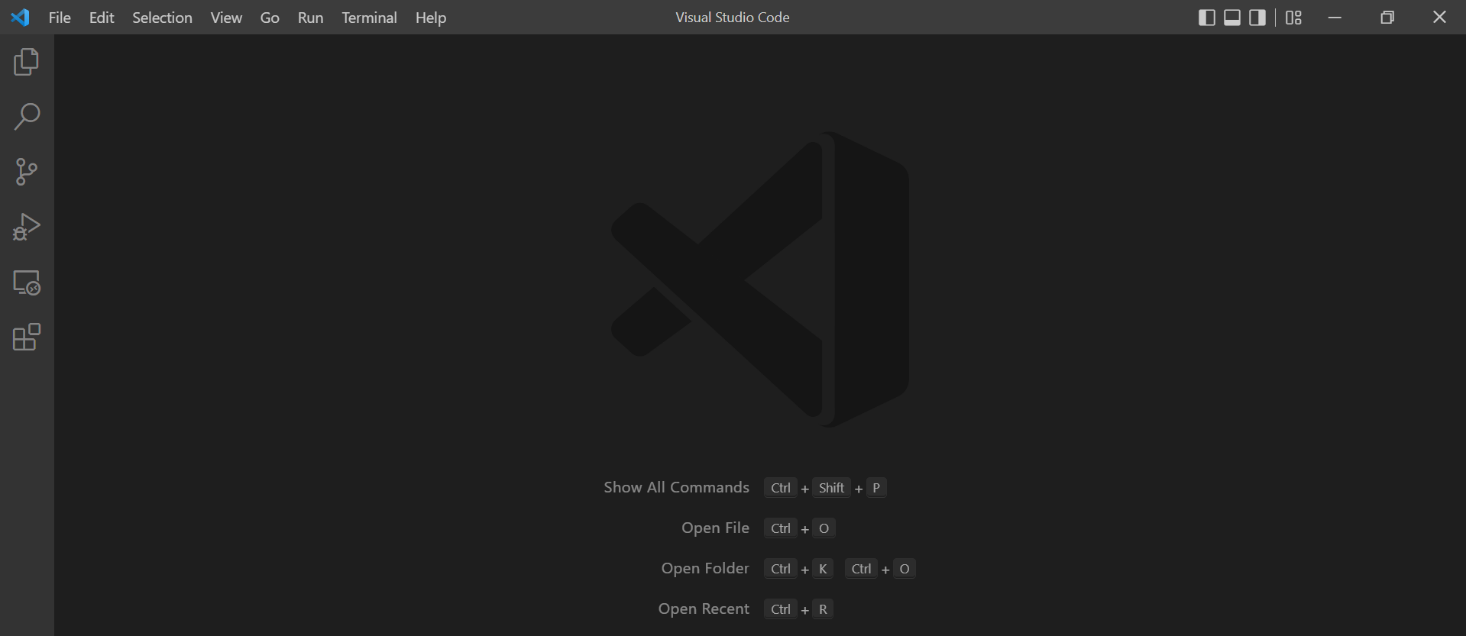 File Edit Selection View Go Run Terminal Help Visual Studio Code
Show All Commands Ctrl + Shift + P
Open File Ctrl + O
Open Folder Ctrl + K Ctrl + O
Open Recent Ctrl + R